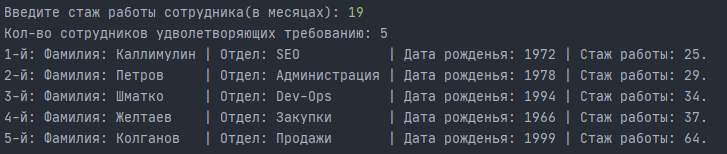 Введите стаж работы сотрудника(в месяцах): 19
Кол-во сотрудников удволетворяющих требованию: 5
1-й: Фамилия: Каллимулин | Отдел: SEO           | Дата рожденья: 1972 | Стаж работы: 25.
2-й: Фамилия: Петров     | Отдел: Администрация | Дата рожденья: 1978 | Стаж работы: 29.
3-й: Фамилия: Шматко     | Отдел: Dev-Ops       | Дата рожденья: 1994 | Стаж работы: 34.
4-й: Фамилия: Желтаев    | Отдел: Закупки       | Дата рожденья: 1966 | Стаж работы: 37.
5-й: Фамилия: Колганов   | Отдел: Продажи       | Дата рожденья: 1999 | Стаж работы: 64.